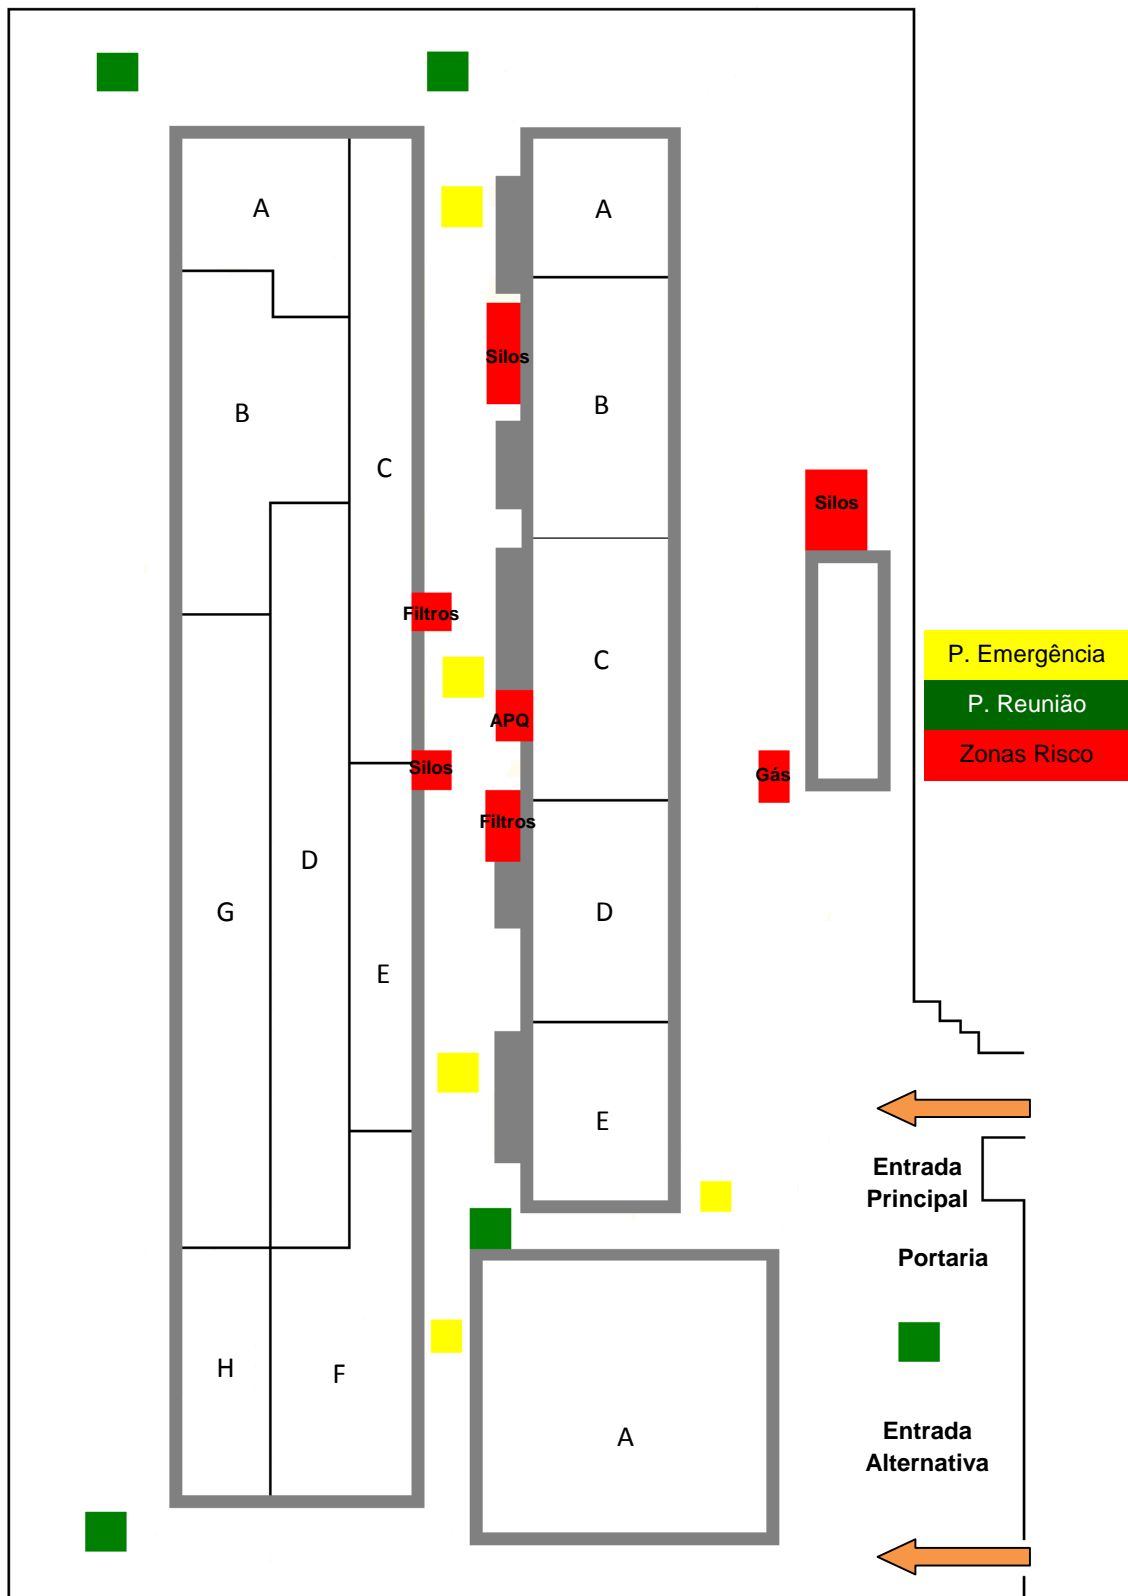 A
A
Silos
B
B
C
Silos
Filtros
P. Emergência
C
P. Reunião
APQ
Zonas Risco
Silos
Gás
Filtros
D
G
D
E
E
Entrada
Principal
Portaria
H
F
A
Entrada
Alternativa